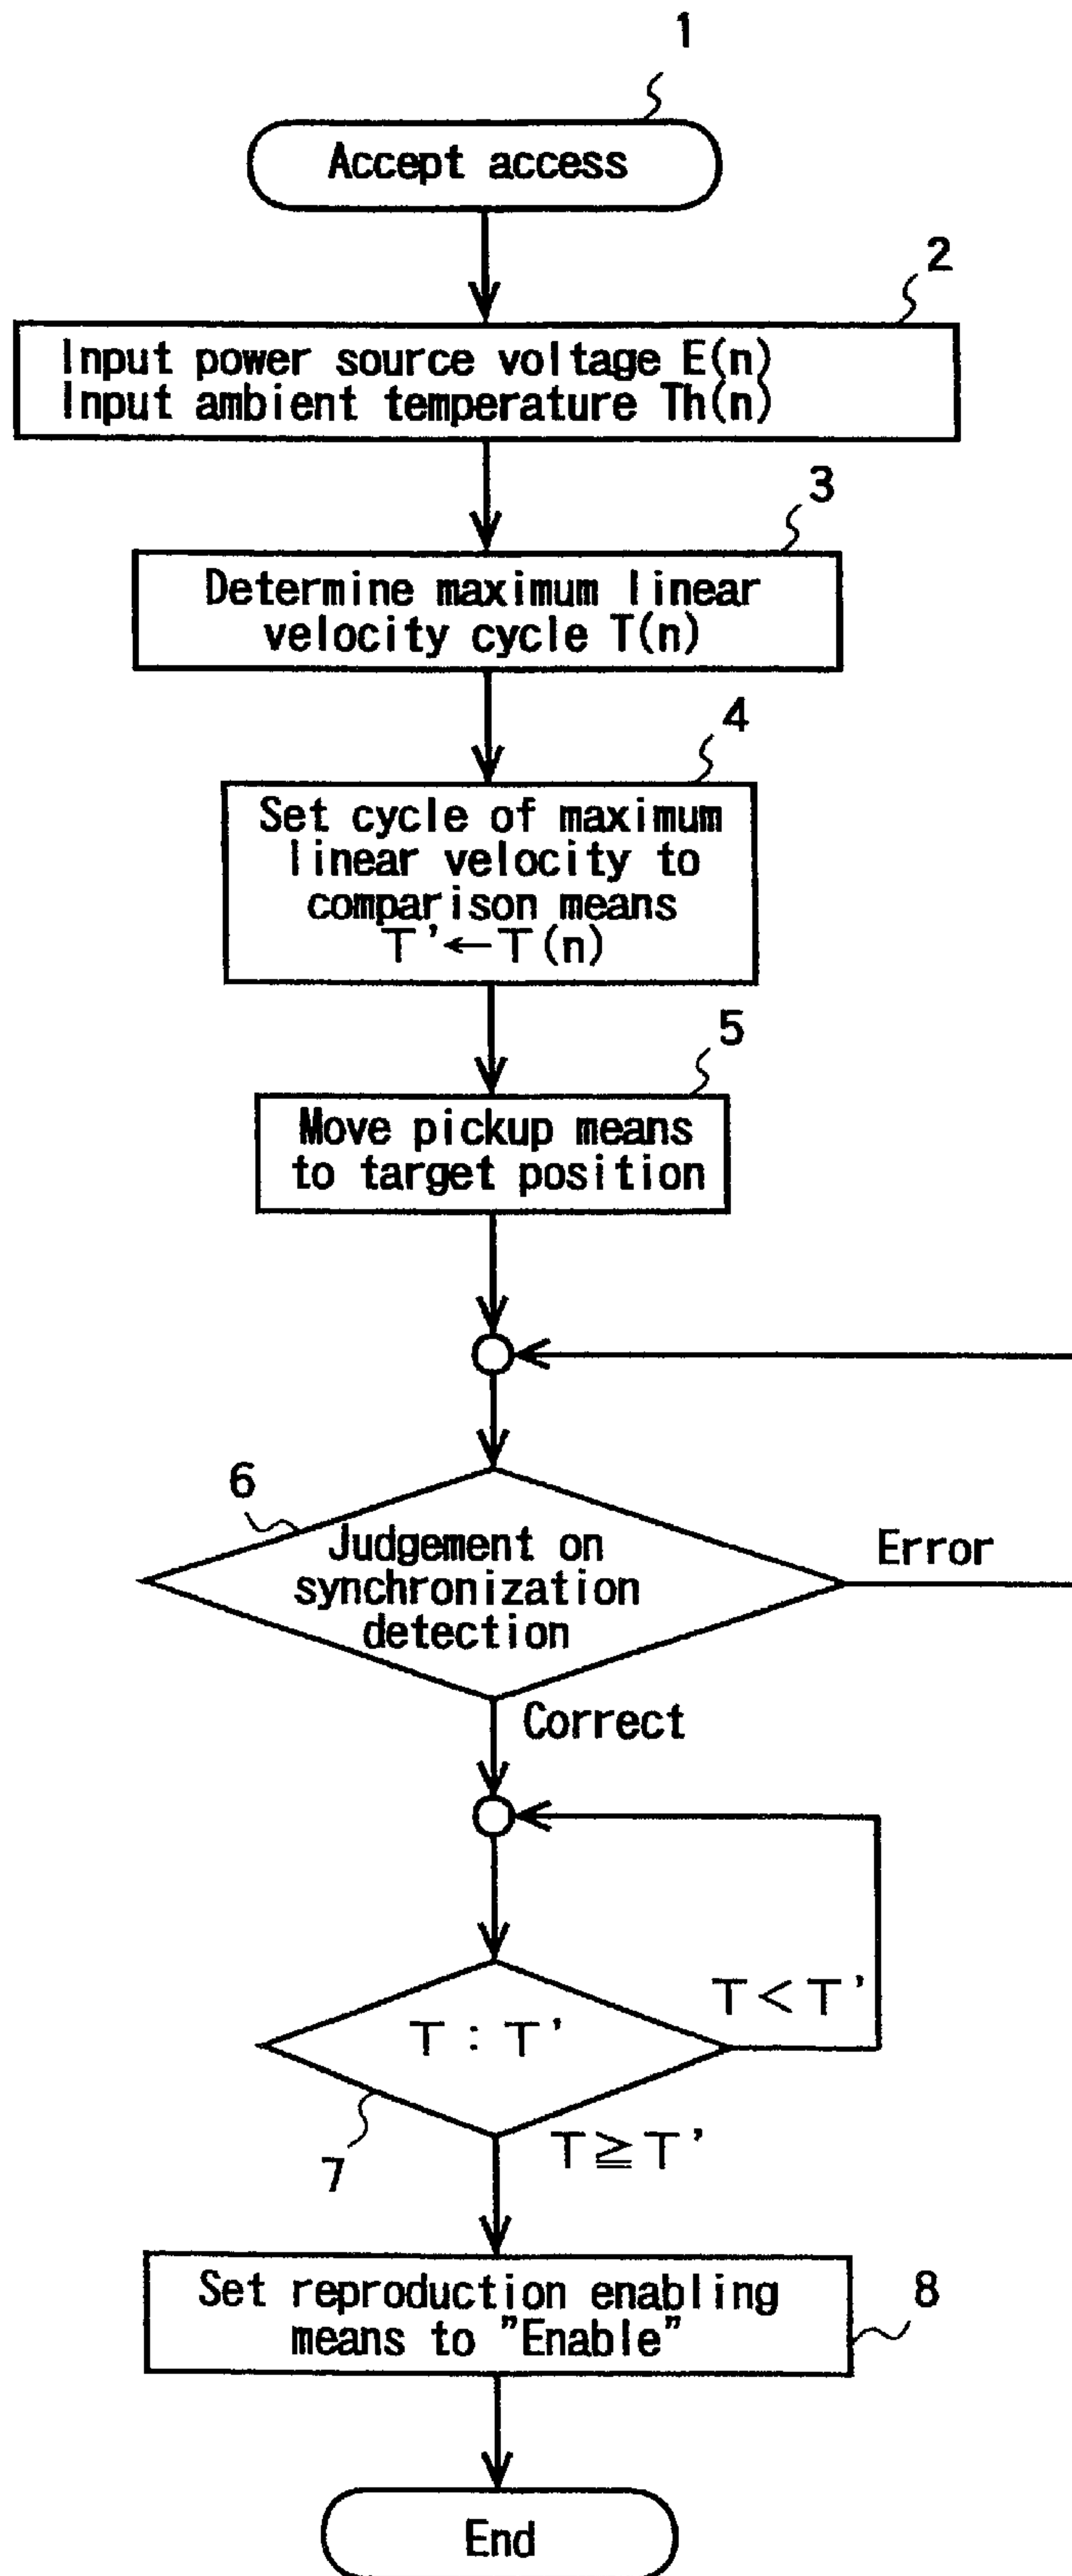 1
Accept access
2
Input power source voltage E(n)
Input ambient temperature Th(n)
3
Determine maximum linear
velocity cycle T(n)
4
Set cycle of maximum
linear velocity to
comparison means
T'←T(n)
5
Move pickup means
to target position
6
Judgement on
synchronization
detection
Error
Correct
T<T'
T : T'
7
T≧T'
Set reproduction enabling
means to "Enable"
8
End